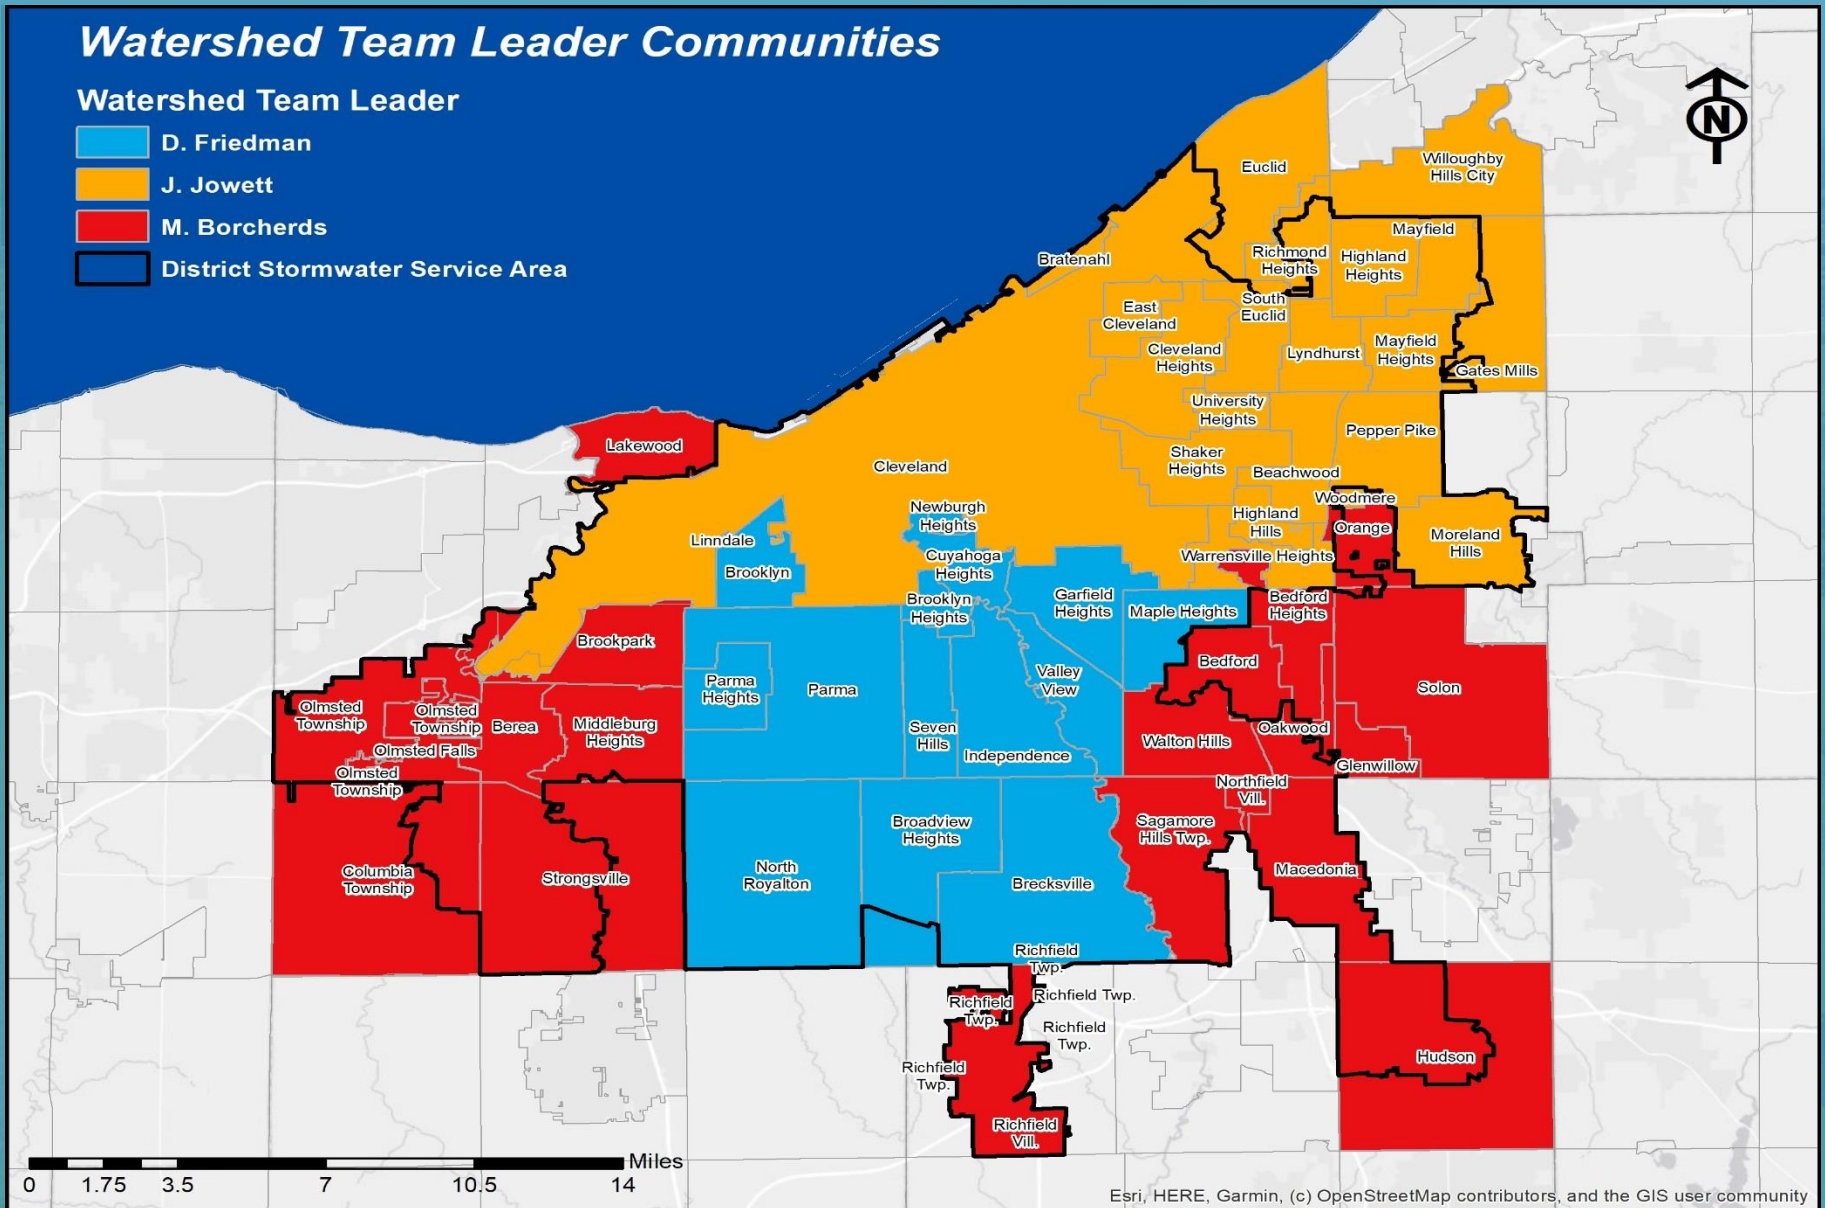 Watershed Team Leader Communities
Watershed Team Leader
D. Friedman
J. Jowett
M. Borcherds
District Stormwater Service Area
N
Euclid
Willoughby
Hills City
Mayfield
Richmond
Heights
Highland
Heights
Bratenahl
South
Euclid
East
Cleveland
Cleveland
Heights
Lyndhurst
Mayfield
Heights
Gates Mills
University
Heights
Pepper Pike
Lakewood
Cleveland
Shaker
Heights
Beachwood
Woodmere
Newburgh
Heights
Highland
Hills
Orange
Moreland
Hills
Linndale
Cuyahoga
Heights
Warrensville Heights
Brooklyn
Brooklyn
Heights
Garfield
Heights
Maple Heights
Bedford
Heights
Brookpark
Bedford
Parma
Heights
Parma
Valley
View
Solon
Olmsted
Township
Olmsted
Township
Berea
Middleburg
Heights
Seven
Hills
Independence
Walton Hills
Oakwood
Olmsted Falls
Glenwillow
Olmsted
Township
Northfield
Vill.
Broadview
Heights
Sagamore
Hills Twp.
Columbia
Township
Strongsville
North
Royalton
Brecksville
Macedonia
Richfield
Twp.
Richfield
Twp.
Richfield Twp.
Richfield
Twp.
Richfield
Twp.
Hudson
Richfield
Vill.
Miles
0 1.75 3.5 7 10.5 14
Esri, HERE, Garmin, (c) OpenStreetMap contributors, and the GIS user community